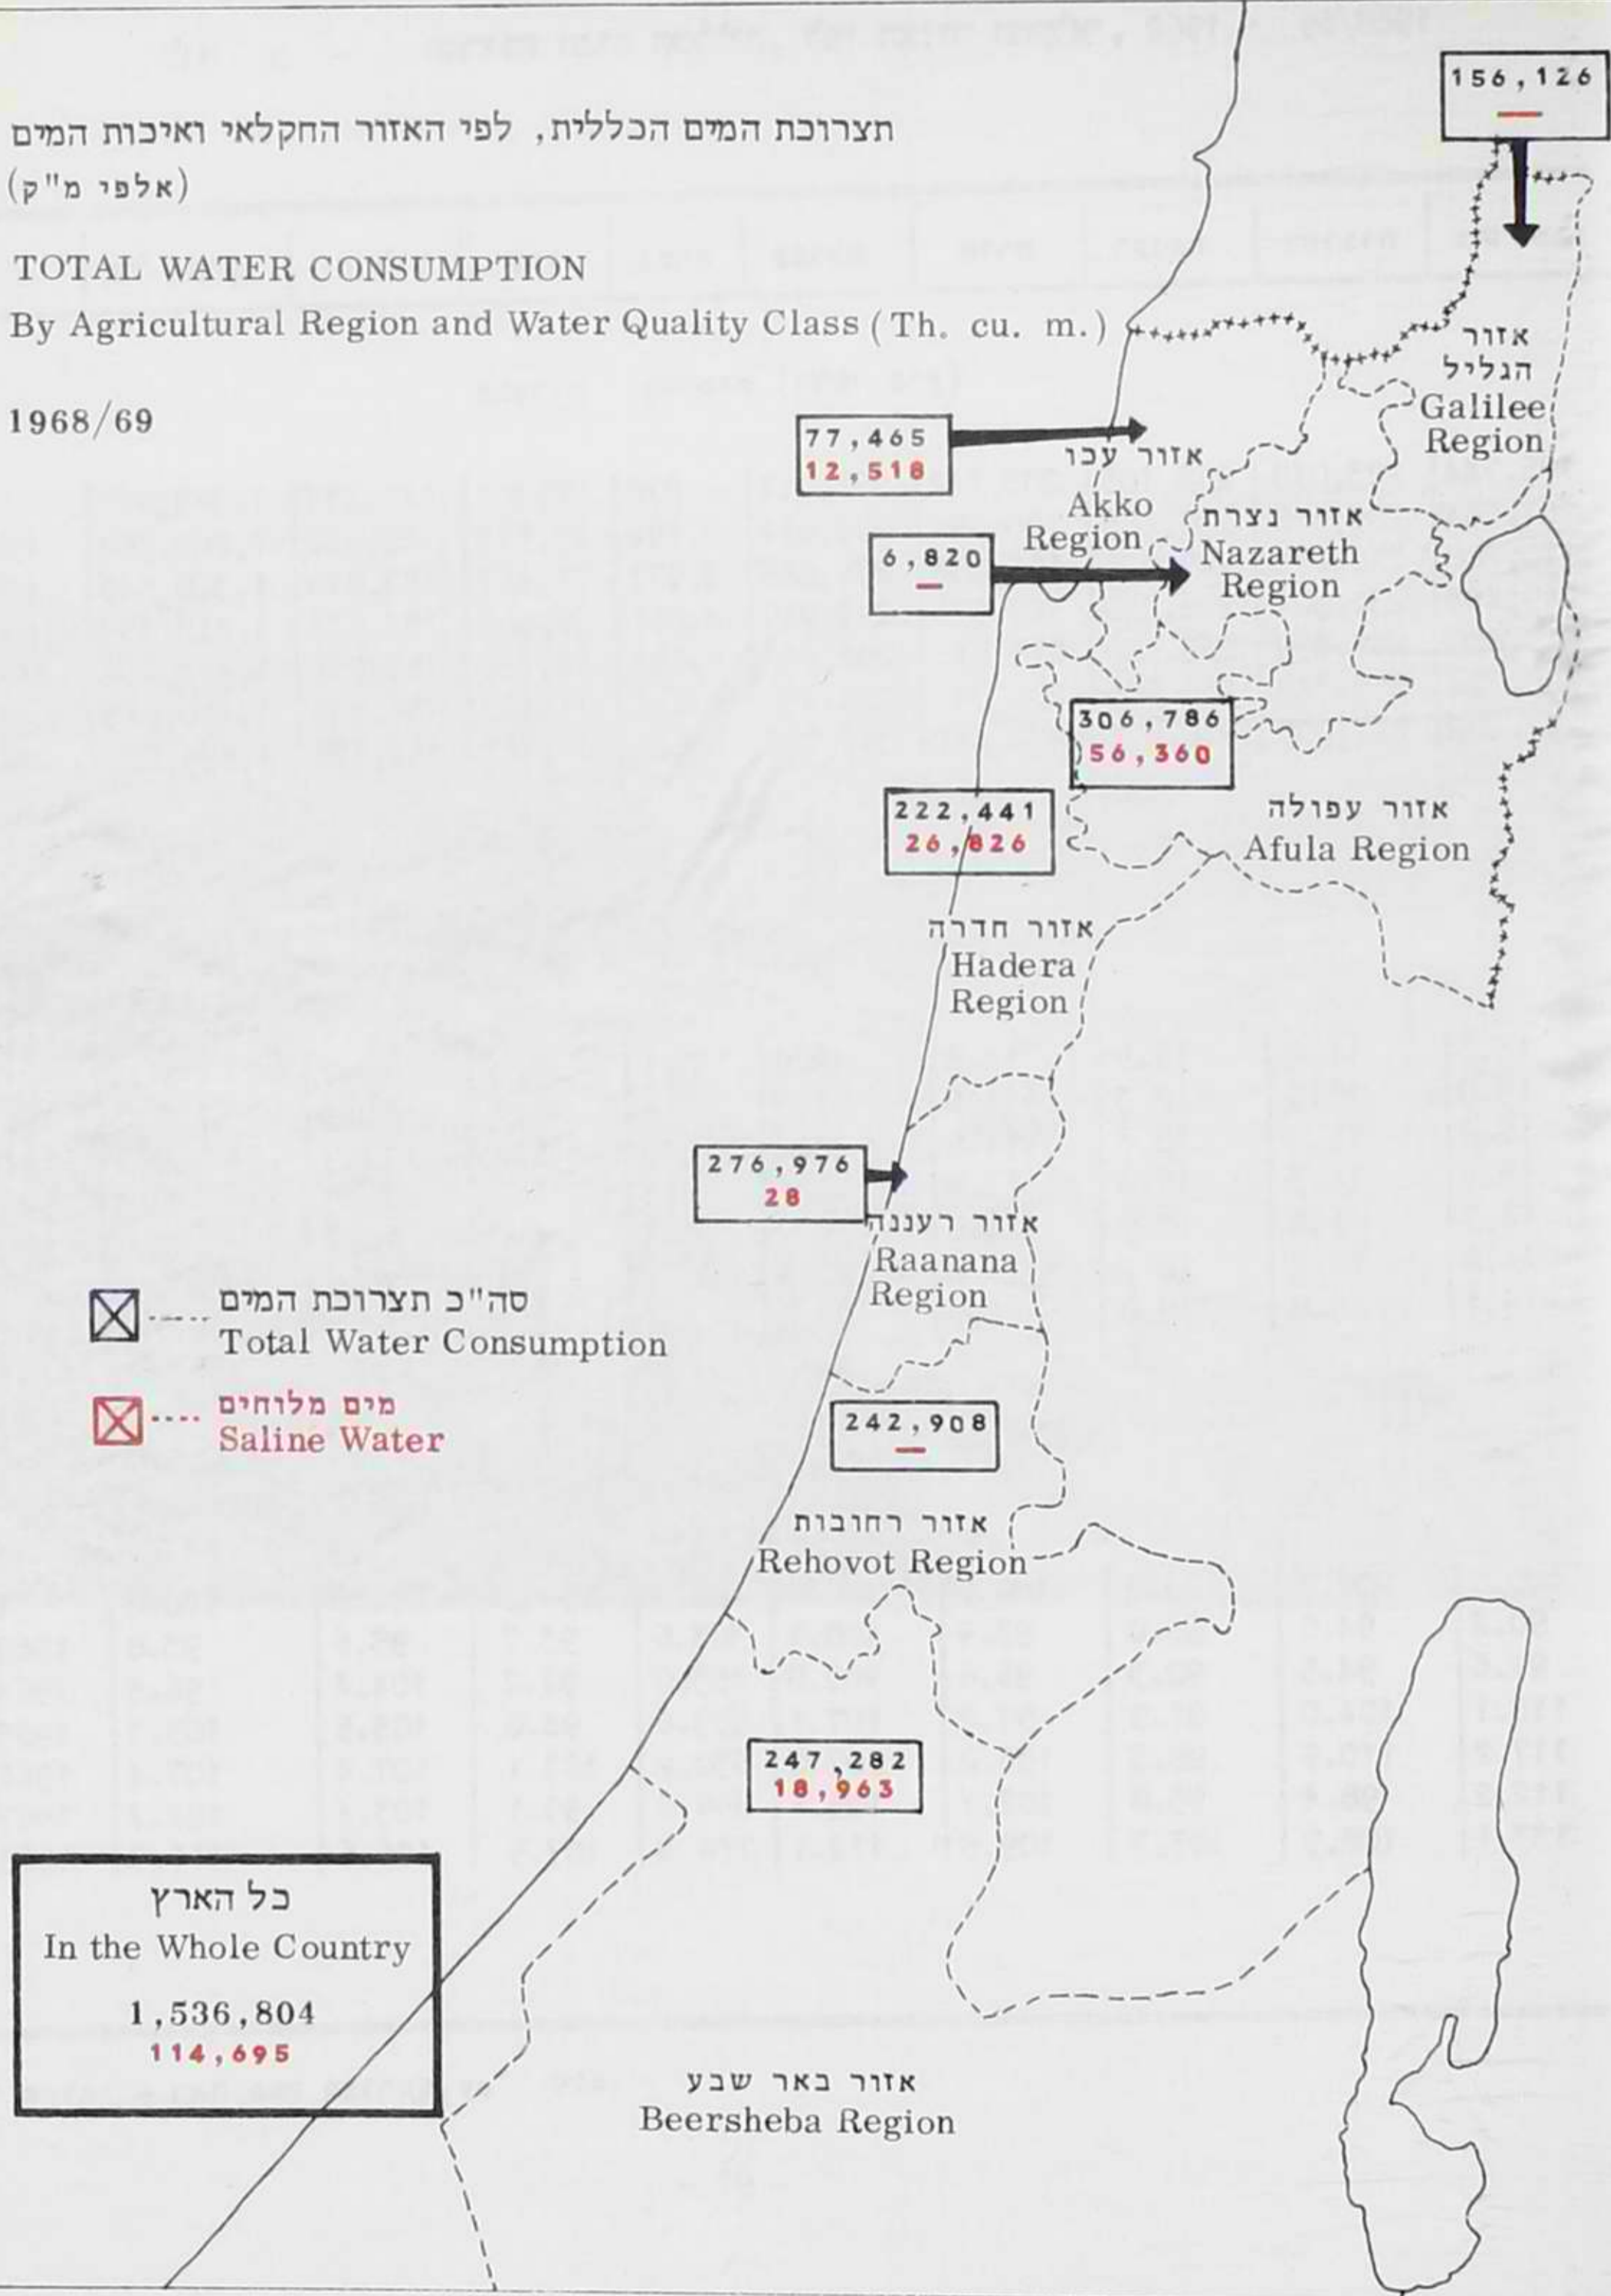 תצרוכת המים הכללית, לפי האזור החקלאי ואיכות המים
(אלפי מ"ק)
TOTAL WATER CONSUMPTION
By Agricultural Region and Water Quality Class (Th. cu. m.)
1968/69
156,126
—
אזור
הגליל
Galilee
Region
77,465
12,518
אזור עכו
Akko
Region
6,820
—
אזור נצרת
Nazareth
Region
306,786
56,360
אזור עפולה
Afula Region
222,441
26,826
אזור חדרה
Hadera
Region
276,976
28
אזור רעננה
Raanana
Region
סה"כ תצרוכת המים
Total Water Consumption
מים מלוחים
Saline Water
242,908
—
אזור רחובות
Rehovot Region
247,282
18,963
אזור באר שבע
Beersheba Region
כל הארץ
In the Whole Country
1,536,804
114,695